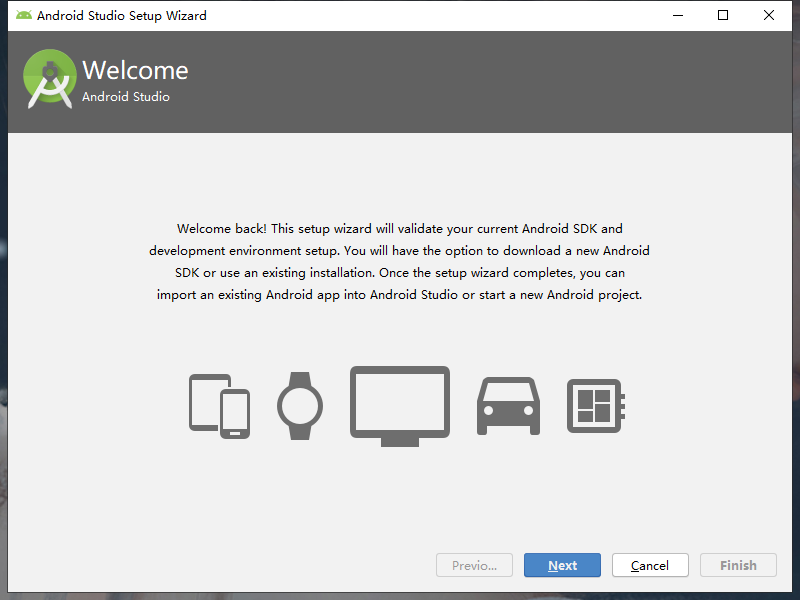 Android Studio Setup Wizard
Welcome
Android Studio
Welcome back! This setup wizard will validate your current Android SDK and
development environment setup. You will have the option to download a new Android
SDK or use an existing installation. Once the setup wizard completes, you can
import an existing Android app into Android Studio or start a new Android project.
Previo... Next Cancel Finish